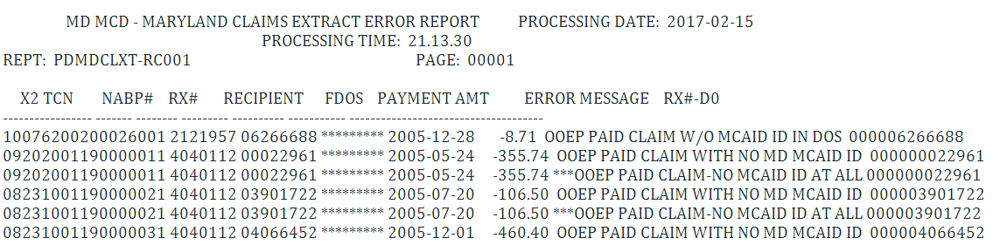 MD MCD - MARYLAND CLAIMS EXTRACT ERROR REPORT PROCESSING DATE: 2017-02-15
PROCESSING TIME: 21.13.30
REPT: PDMDCLXT-RC001 PAGE: 00001
X2 TCN NABP# RX# RECIPIENT FDOS PAYMENT AMT ERROR MESSAGE RX#-D0
----------------- ------- -------- --------- ---------- ----------- -------------------------------------
10076200200026001 2121957 06266688 ********* 2005-12-28 -8.71 OOEP PAID CLAIM W/O MCAID ID IN DOS 000006266688
09202001190000011 4040112 00022961 ********* 2005-05-24 -355.74 OOEP PAID CLAIM WITH NO MD MCAID ID 000000022961
09202001190000011 4040112 00022961 ********* 2005-05-24 -355.74 ***OOEP PAID CLAIM-NO MCAID ID AT ALL 000000022961
08231001190000021 4040112 03901722 ********* 2005-07-20 -106.50 OOEP PAID CLAIM WITH NO MD MCAID ID 000003901722
08231001190000021 4040112 03901722 ********* 2005-07-20 -106.50 ***OOEP PAID CLAIM-NO MCAID ID AT ALL 000003901722
08231001190000031 4040112 04066452 ********* 2005-12-01 -460.40 OOEP PAID CLAIM WITH NO MD MCAID ID 000004066452